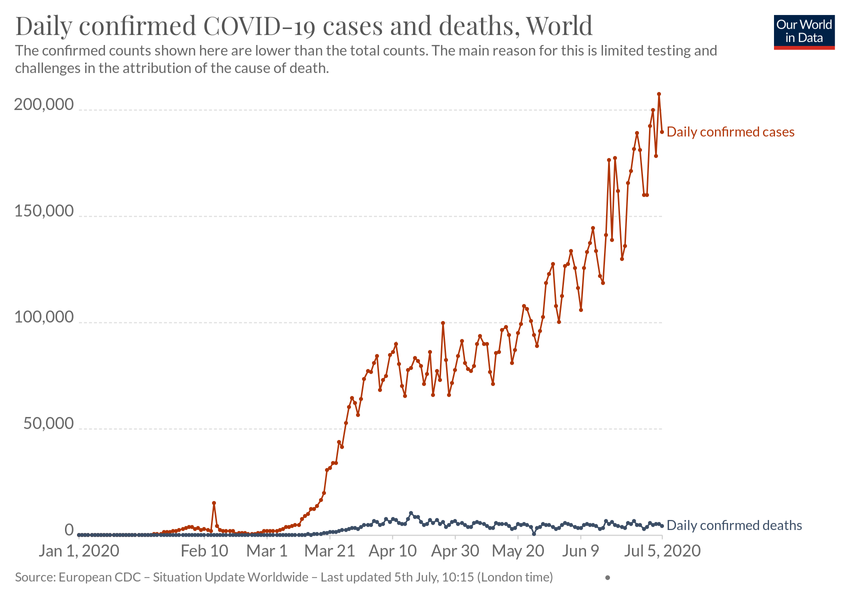 Daily confirmed COVID-19 cases and deaths, World
Our World
in Data
The confirmed counts shown here are lower than the total counts. The main reason for this is limited testing and
challenges in the attribution of the cause of death.
200,000
Daily confirmed cases
150,000
100,000
50,000
Daily confirmed deaths
0
Jan 1, 2020 Feb 10 Mar 1 Mar 21 Apr 10 Apr 30 May 20 Jun 9 Jul 5, 2020
Source: European CDC – Situation Update Worldwide – Last updated 5th July, 10:15 (London time)